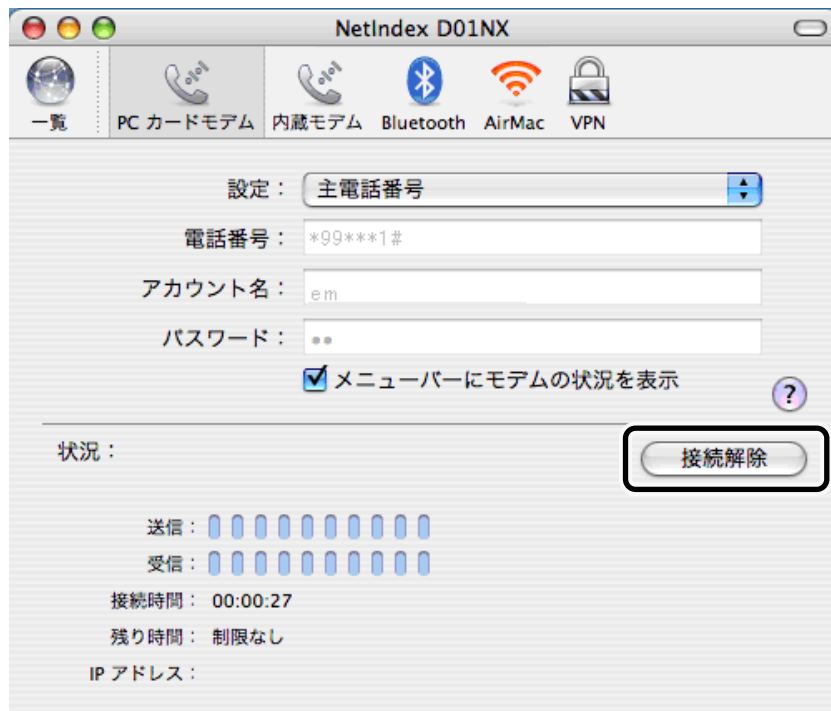 NetIndex D01NX
一覧 PC カードモデム 内蔵モデム Bluetooth AirMac VPN
設定： 主電話番号
電話番号： *99***1#
アカウント名： em
パスワード： ●●
メニューバーにモデムの状況を表示 ?
状況： 接続解除
送信：
受信：
接続時間： 00:00:27
残り時間： 制限なし
IP アドレス：